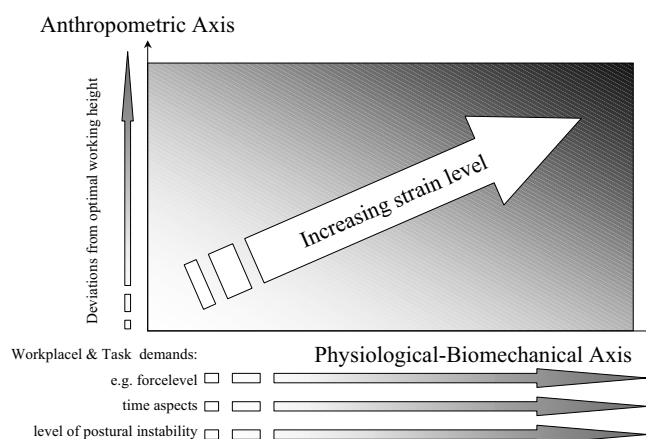 Anthropometric Axis
Deviations from optimal working height
Increasing strain level
Workplacel & Task demands:
Physiological-Biomechanical Axis
e.g. forcelevel
time aspects
level of postural instability